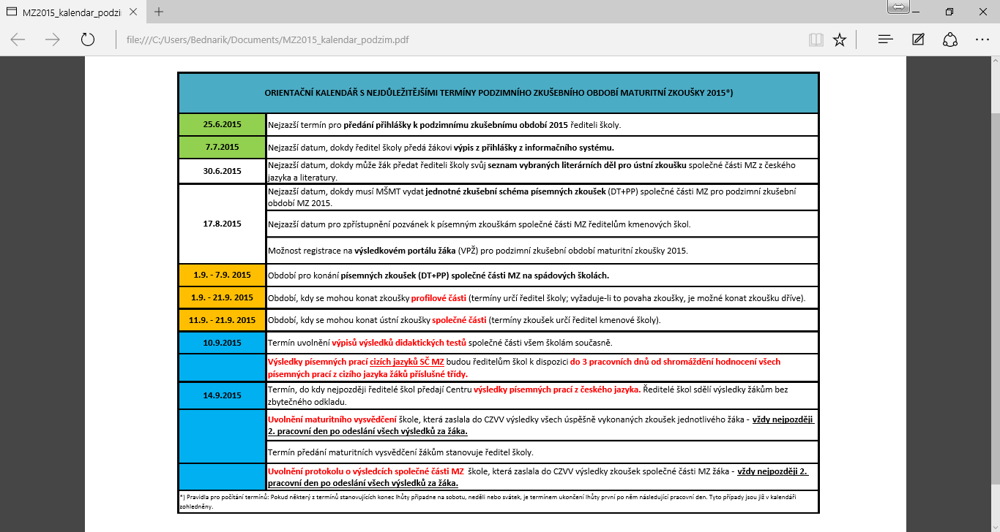 MZ2015_kalendar_podzi
file:///C:/Users/Bednarik/Documents/MZ2015_kalendar_podzim.pdf
ORIENTAČNÍ KALENDÁŘ S NEJDŮLEŽITĚJŠÍMI TERMÍNY PODZIMNÍHO ZKUŠEBNÍHO OBDOBÍ MATURITNÍ ZKOUŠKY 2015*)
25.6.2015
Nejzazší termín pro předání přihlášky k podzimnímu zkušebnímu období 2015 řediteli školy.
7.7.2015
Nejzazší datum, dokdy ředitel školy předá žákovi výpis z přihlášky z informačního systému.
30.6.2015
Nejzazší datum, dokdy může žák předat řediteli školy svůj seznam vybraných literárních děl pro ústní zkoušku společné části MZ z českého
jazyka a literatury.
17.8.2015
Nejzazší datum, dokdy musí MŠMT vydat jednotné zkušební schéma písemných zkoušek (DT+PP) společné části MZ pro podzimní zkušební
období MZ 2015.
Nejzazší datum pro zpřístupnění pozvánek k písemným zkouškám společné části MZ ředitelům kmenových škol.
Možnost registrace na výsledkovém portálu žáka (VPŽ) pro podzimní zkušební období maturitní zkoušky 2015.
1.9. - 7.9. 2015
Období pro konání písemných zkoušek (DT+PP) společné části MZ na spádových školách.
1.9. - 21.9. 2015
Období, kdy se mohou konat zkoušky profilové části (termíny určí ředitel školy; vyžaduje-li to povaha zkoušky, je možné konat zkoušku dříve).
11.9. - 21.9. 2015
Období, kdy se mohou konat ústní zkoušky společné části (termíny zkoušek určí ředitel kmenové školy).
10.9.2015
Termín uvolnění výpisů výsledků didaktických testů společné části všem školám současně.
Výsledky písemných prací cizích jazyků SČ MZ budou ředitelům škol k dispozici do 3 pracovních dnů od shromáždění hodnocení všech
písemných prací z cizího jazyka žáků příslušné třídy.
14.9.2015
Termín, do kdy nejpozději ředitelé škol předají Centru výsledky písemných prací z českého jazyka. Ředitelé škol sdělí výsledky žákům bez
zbytečného odkladu.
Uvolnění maturitního vysvědčení škole, která zaslala do CZVV výsledky všech úspěšně vykonaných zkoušek jednotlivého žáka - vždy nejpozději
2. pracovní den po odeslání všech výsledků za žáka.
Termín předání maturitních vysvědčení žákům stanovuje ředitel školy.
Uvolnění protokolu o výsledcích společné části MZ škole, která zaslala do CZVV výsledky zkoušek společné části MZ žáka - vždy nejpozději 2.
pracovní den po odeslání všech výsledků za žáka.
*) Pravidla pro počítání termínů: Pokud některý z termínů stanovujících konec lhůty připadne na sobotu, neděli nebo svátek, je termínem ukončení lhůty první po něm následující pracovní den. Tyto případy jsou již v kalendáři
zohledněny.